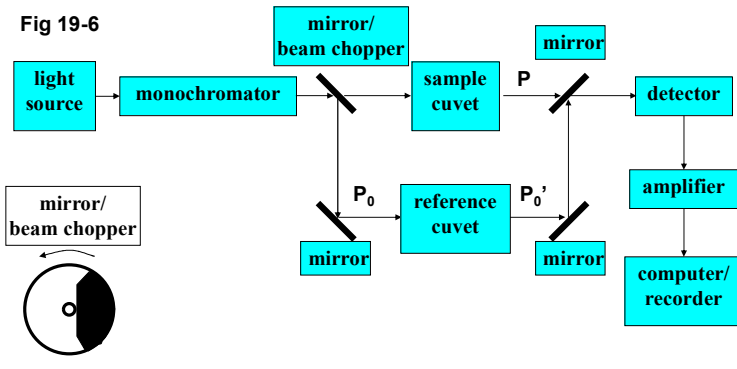 Fig 19-6
mirror/
beam chopper
mirror
light
source
monochromator
sample
cuvet
P
detector
mirror/
beam chopper
P₀
reference
cuvet
P₀’
amplifier
mirror
mirror
computer/
recorder